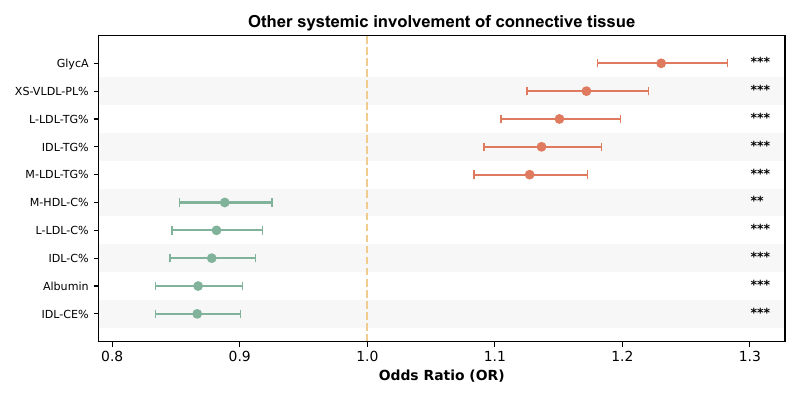 Other systemic involvement of connective tissue
GlycA ***
XS-VLDL-PL% ***
L-LDL-TG% ***
IDL-TG% ***
M-LDL-TG% ***
M-HDL-C% **
L-LDL-C% ***
IDL-C% ***
Albumin ***
IDL-CE% ***
0.8 0.9 1.0 1.1 1.2 1.3
Odds Ratio (OR)